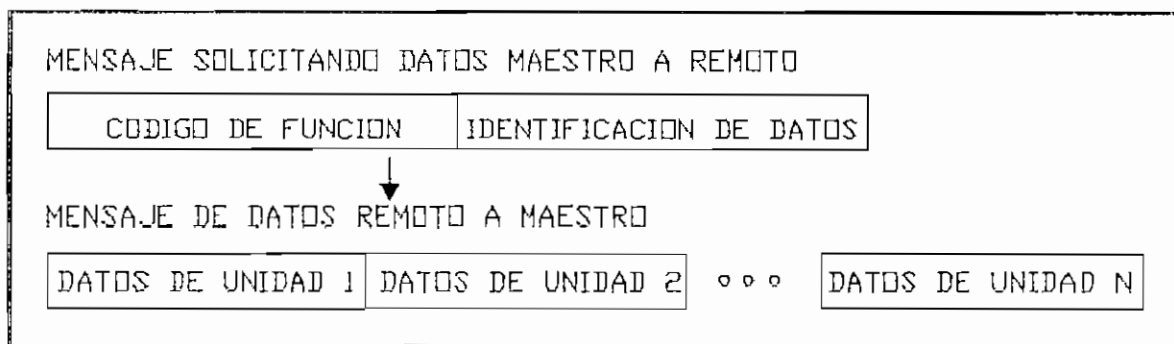 MENSAJE SOLICITANDO DATOS MAESTRO A REMOTO
CODIGO DE FUNCION IDENTIFICACION DE DATOS
MENSAJE DE DATOS REMOTO A MAESTRO
DATOS DE UNIDAD 1 DATOS DE UNIDAD 2 ° ° ° DATOS DE UNIDAD N